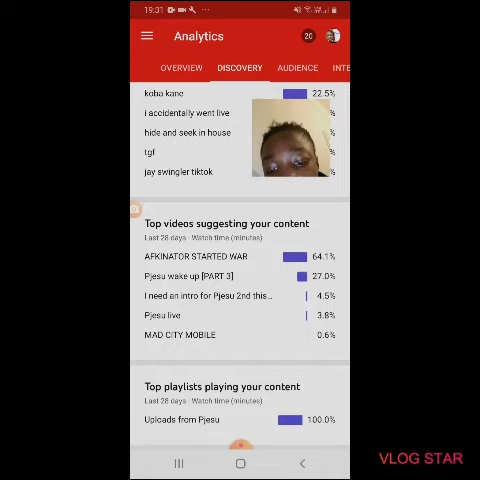 19:31
Analytics
20
OVERVIEW DISCOVERY AUDIENCE INTE
koba kane 22.5%
i accidentally went live %
hide and seek in house %
tgf %
jay swingler tiktok %
Top videos suggesting your content
Last 28 days · Watch time (minutes)
AFKINATOR STARTED WAR 64.1%
Pjesu wake up [PART 3] 27.0%
I need an intro for Pjesu 2nd this... 4.5%
Pjesu live 3.8%
MAD CITY MOBILE 0.6%
Top playlists playing your content
Last 28 days · Watch time (minutes)
Uploads from Pjesu 100.0%
VLOG STAR